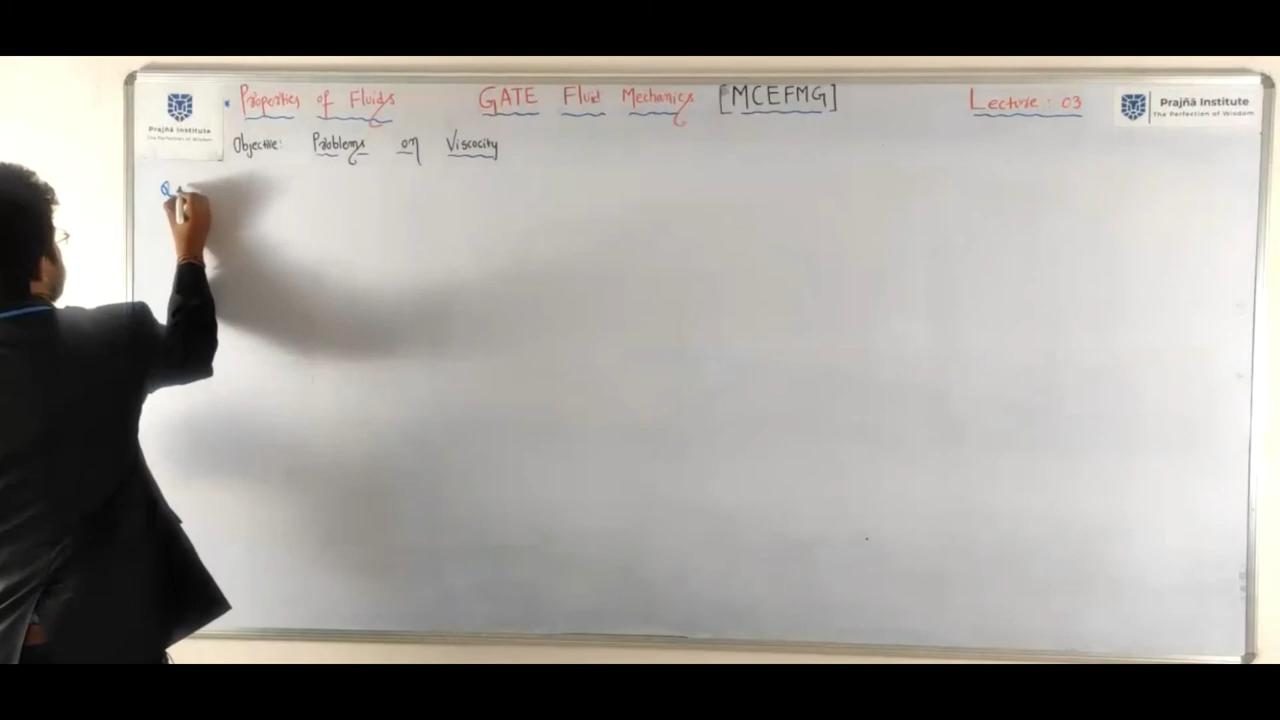 Prajñā Institute
The Perfection of Wisdom
Properties of Fluids
GATE Fluid Mechanics [MCEFMG]
Lecture: 03
Prajñā Institute
The Perfection of Wisdom
Objective: Problems on Viscocity
Q